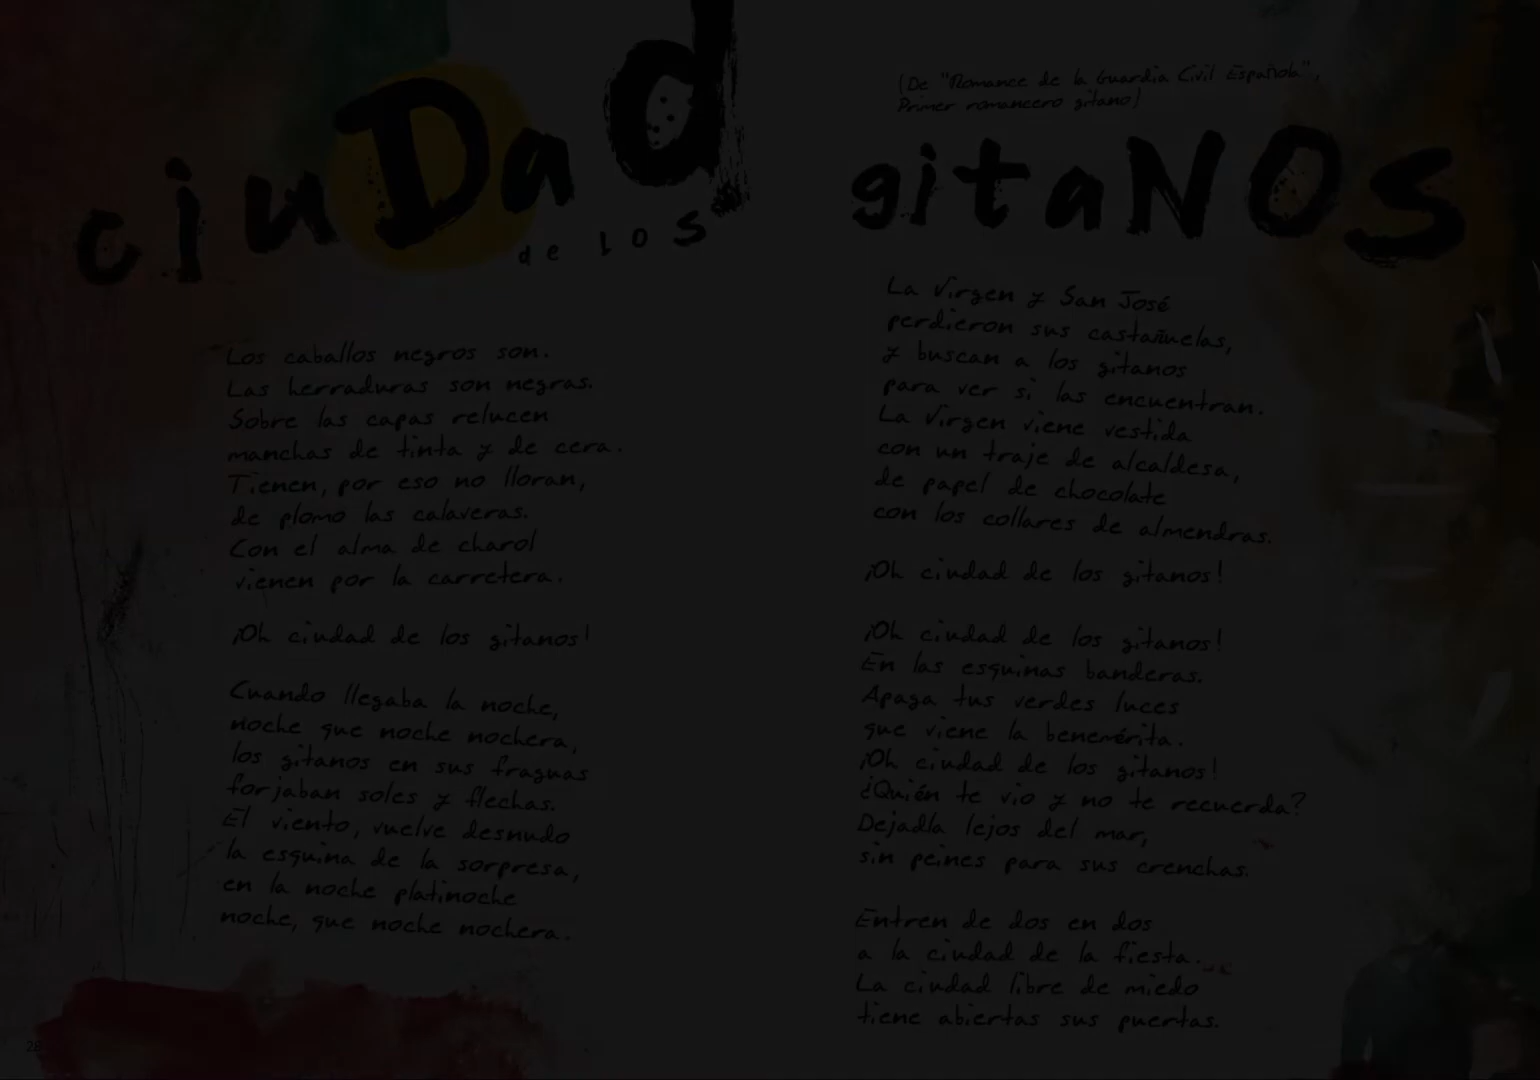 ciuDad
de LOS
(De "Romance de la Guardia Civil Española",
Primer romancero gitano)
gitaNOS
Los caballos negros son.
Las herraduras son negras.
Sobre las capas relucen
manchas de tinta y de cera.
Tienen, por eso no lloran,
de plomo las calaveras.
Con el alma de charol
vienen por la carretera.
¡Oh ciudad de los gitanos!
Cuando llegaba la noche,
noche que noche nochera,
los gitanos en sus fraguas
forjaban soles y flechas.
El viento, vuelve desnudo
la esquina de la sorpresa,
en la noche platinoche
noche, que noche nochera.
La Virgen y San José
perdieron sus castañuelas,
y buscan a los gitanos
para ver si las encuentran.
La Virgen viene vestida
con un traje de alcaldesa,
de papel de chocolate
con los collares de almendras.
¡Oh ciudad de los gitanos!
¡Oh ciudad de los gitanos!
En las esquinas banderas.
Apaga tus verdes luces
que viene la benemérita.
¡Oh ciudad de los gitanos!
¿Quién te vio y no te recuerda?
Dejadla lejos del mar,
sin peines para sus crenchas.
Entren de dos en dos
a la ciudad de la fiesta.
La ciudad libre de miedo
tiene abiertas sus puertas.
28